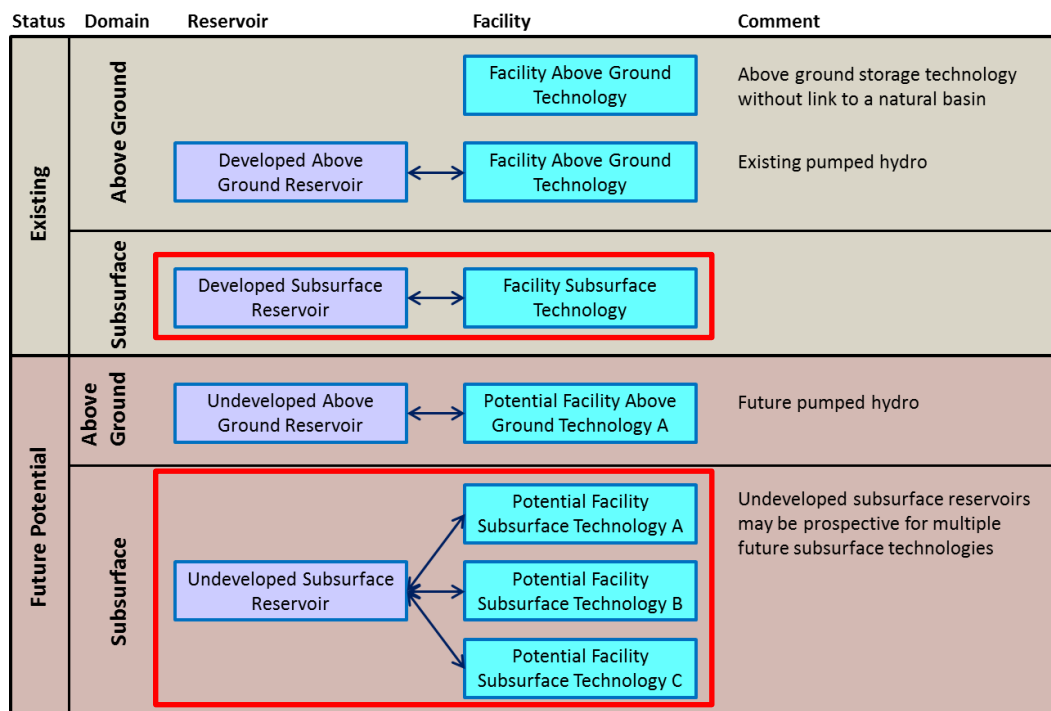 Status Domain Reservoir Facility Comment
Existing
Above Ground
Facility Above Ground
Technology
Above ground storage technology
without link to a natural basin
Developed Above
Ground Reservoir
Facility Above Ground
Technology
Existing pumped hydro
Subsurface
Developed Subsurface
Reservoir
Facility Subsurface
Technology
Future Potential
Above
Ground
Undeveloped Above
Ground Reservoir
Potential Facility Above
Ground Technology A
Future pumped hydro
Subsurface
Undeveloped Subsurface
Reservoir
Potential Facility
Subsurface Technology A
Undeveloped subsurface reservoirs
may be prospective for multiple
future subsurface technologies
Potential Facility
Subsurface Technology B
Potential Facility
Subsurface Technology C